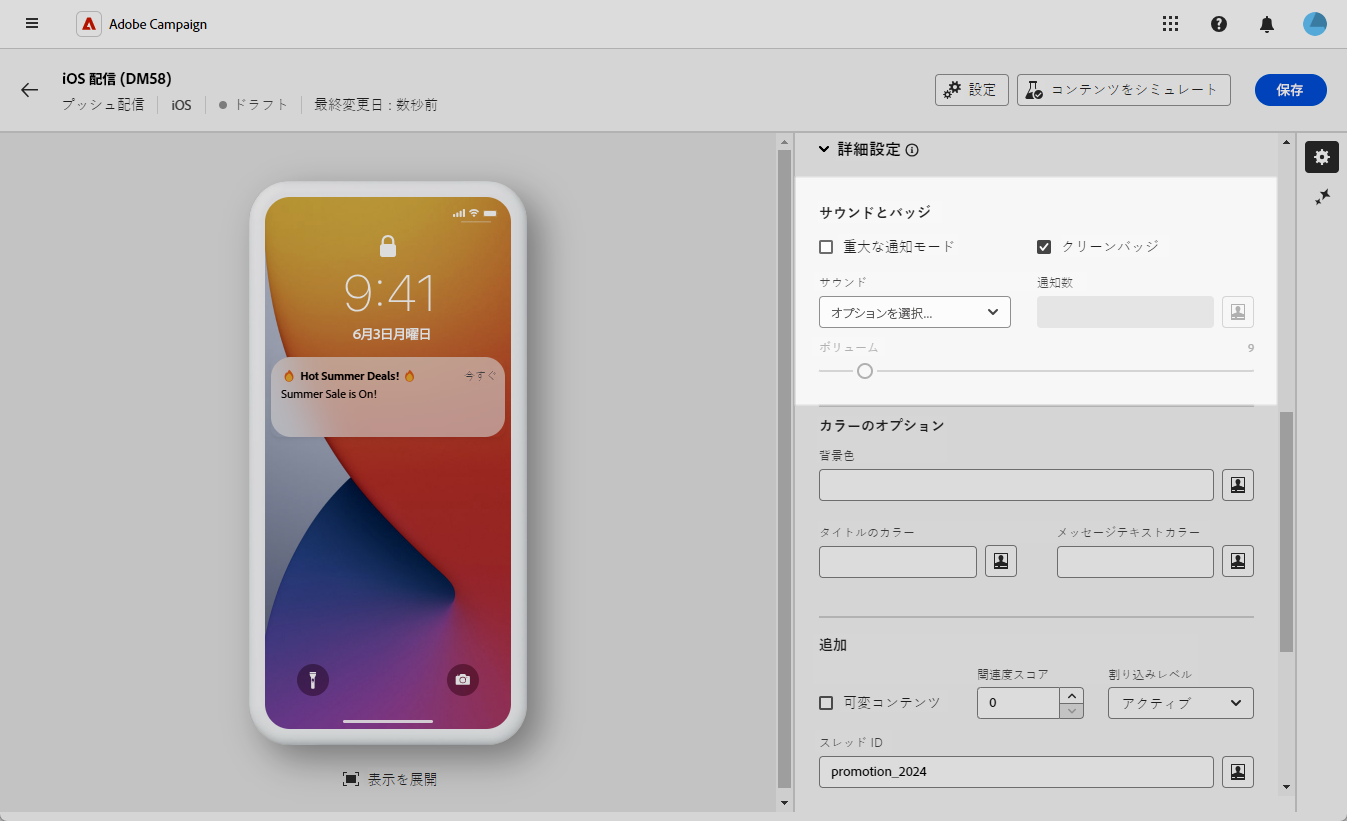 Adobe Campaign
iOS 配信 (DM58)
プッシュ配信 iOS ドラフト 最終変更日 : 数秒前
設定
コンテンツをシミュレート
保存
9:41
6月3日月曜日
🔥 Hot Summer Deals! 🔥 今すぐ
Summer Sale is On!
表示を展開
詳細設定
サウンドとバッジ
重大な通知モード クリーンバッジ
サウンド 通知数
オプションを選択...
ボリューム 9
カラーのオプション
背景色
タイトルのカラー メッセージテキストカラー
追加
関連度スコア 割り込みレベル
可変コンテンツ 0 アクティブ
スレッド ID
promotion_2024